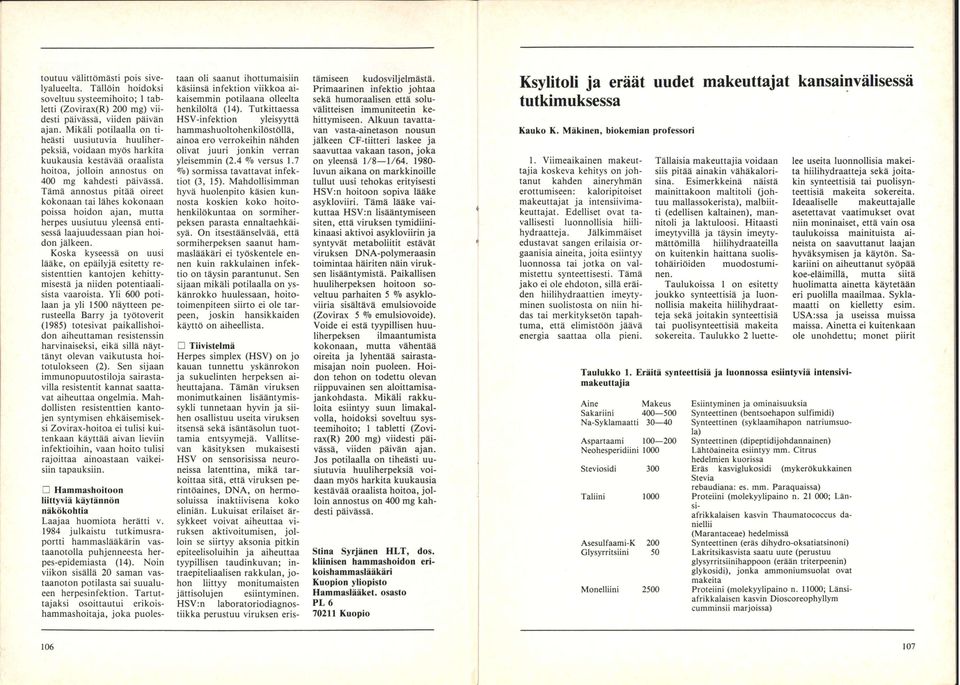 toutuu välittömästi pois sive-
lyalueelta. Tällöin hoidoksi
soveltuu systeemihoito; 1 tab-
letti (Zovirax(R) 200 mg) vii-
desti päivässä, viiden päivän
ajan. Mikäli potilaalla on ti-
heästi uusiutuvia huuliher-
peksiä, voidaan myös harkita
kuukausia kestävää oraalista
hoitoa, jolloin annostus on
400 mg kahdesti päivässä.
Tämä annostus pitää oireet
kokonaan tai lähes kokonaan
poissa hoidon ajan, mutta
herpes uusiutuu yleensä enti-
sessä laajuudessaan pian hoi-
don jälkeen.
Koska kyseessä on uusi
lääke, on epäilyjä esitetty re-
sistenttien kantojen kehitty-
misestä ja niiden potentiaali-
sista vaaroista. Yli 600 poti-
laan ja yli 1500 näytteen pe-
rusteella Barry ja työtoverit
(1985) totesivat paikallishoi-
don aiheuttaman resistenssin
harvinaiseksi, eikä sillä näyt-
tänyt olevan vaikutusta hoi-
totulokseen (2). Sen sijaan
immunopuutostiloja sairasta-
villa resistentit kannat saatta-
vat aiheuttaa ongelmia. Mah-
dollisten resistenttien kanto-
jen syntymisen ehkäisemisek-
si Zovirax-hoitoa ei tulisi kui-
tenkaan käyttää aivan lieviin
infektioihin, vaan hoito tulisi
rajoittaa ainoastaan vaikei-
siin tapauksiin.
□ Hammashoitoon
liittyviä käytännön
näkökohtia
Laajaa huomiota herätti v.
1984 julkaistu tutkimusra-
portti hammaslääkärin vas-
taanotolla puhjenneesta her-
pes-epidemiasta (14). Noin
viikon sisällä 20 saman vas-
taanoton potilasta sai suualu-
een herpesinfektion. Tartut-
tajaksi osoittautui erikois-
hammashoitaja, joka puoles-
taan oli saanut ihottumaisiin
käsiinsä infektion viikkoa ai-
kaisemmin potilaana olleelta
henkilöltä (14). Tutkittaessa
HSV-infektion yleisyyttä
hammashuoltohenkilöstöllä,
ainoa ero verrokeihin nähden
olivat juuri jonkin verran
yleisemmin (2.4 % versus 1.7
%) sormissa tavattavat infek-
tiot (3, 15). Mahdollisimman
hyvä huolenpito käsien kun-
nosta koskien koko hoito-
henkilökuntaa on sormiher-
peksen parasta ennaltaehkäi-
syä. On itsestäänselvää, että
sormiherpeksen saanut ham-
maslääkäri ei työskentele en-
nen kuin rakkulainen infek-
tio on täysin parantunut. Sen
sijaan mikäli potilaalla on ys-
känrokko huulessaan, hoito-
toimenpiteen siirto ei ole tar-
peen, joskin hansikkaiden
käyttö on aiheellista.
□ Tiivistelmä
Herpes simplex (HSV) on jo
kauan tunnettu yskänrokon
ja sukuelinten herpeksen ai-
heuttajana. Tämän viruksen
monimutkainen lisääntymis-
sykli tunnetaan hyvin ja sii-
hen osallistuu useita viruksen
itsensä sekä isäntäsolun tuot-
tamia entsyymejä. Vallitse-
van käsityksen mukaisesti
HSV on sensorisissa neuro-
neissa latenttina, mikä tar-
koittaa sitä, että viruksen pe-
rintöaines, DNA, on hermo-
soluissa inaktiivisena koko
eliniän. Lukuisat erilaiset är-
sykkeet voivat aiheuttaa vi-
ruksen aktivoitumisen, jol-
loin se siirtyy aksonia pitkin
epiteelisoluihin ja aiheuttaa
tyypillisen taudinkuvan; in-
traepiteliaalisen rakkulan, jo-
hon liittyy monitumaisten
jättisolujen esiintyminen.
HSV:n laboratoriodiagnos-
tiikka perustuu viruksen eris-
tämiseen kudosviljelmästä.
Primaarinen infektio johtaa
sekä humoraalisen että solu-
välitteisen immuniteetin ke-
hittymiseen. Alkuun tavatta-
van vasta-ainetason nousun
jälkeen CF-tiitteri laskee ja
saavuttaa vakaan tason, joka
on yleensä 1/8—1/64. 1980-
luvun aikana on markkinoille
tullut uusi tehokas erityisesti
HSV:n hoitoon sopiva lääke
asykloviiri. Tämä lääke vai-
kuttaa HSV:n lisääntymiseen
siten, että viruksen tymidiini-
kinaasi aktivoi asykloviirin ja
syntyvät metaboliitit estävät
viruksen DNA-polymeraasin
toimintaa häiriten näin viruk-
sen lisääntymistä. Paikallisen
huuliherpeksen hoitoon so-
veltuu parhaiten 5 % asyklo-
viiria sisältävä emulsiovoide
(Zovirax 5 % emulsiovoide).
Voide ei estä tyypillisen huu-
liherpeksen ilmaantumista
kokonaan, mutta vähentää
oireita ja lyhentää sairasta-
misajan noin puoleen. Hoi-
don tehon on todettu olevan
riippuvainen sen aloittamisa-
jankohdasta. Mikäli rakku-
loita esiintyy suun limakal-
volla, hoidoksi soveltuu sys-
teemihoito; 1 tabletti (Zovi-
rax(R) 200 mg) viidesti päi-
vässä, viiden päivän ajan.
Jos potilaalla on tiheästi uu-
siutuvia huuliherpeksiä voi-
daan myös harkita kuukausia
kestävää oraalista hoitoa, jol-
loin annostus on 400 mg kah-
desti päivässä.
Stina Syrjänen HLT, dos.
kliinisen hammashoidon eri-
koishammaslääkäri
Kuopion yliopisto
Hammaslääket. osasto
PL 6
70211 Kuopio
106
Ksylitoli ja eräät uudet makeuttajat kansainvälisessä
tutkimuksessa
Kauko K. Mäkinen, biokemian professori
1. Viimeaikainen makeut-
tajia koskeva kehitys on joh-
tanut kahden aineryhmän
erottumiseen: kaloripitoiset
makeuttajat ja intensiivima-
keuttajat. Edelliset ovat ta-
vallisesti luonnollisia hiili-
hydraatteja. Jälkimmäiset
edustavat sangen erilaisia or-
gaanisia aineita, joita esiintyy
luonnossa tai jotka on val-
mistettu synteettisesti. Tämä
jako ei ole ehdoton, sillä eräi-
den hiilihydraattien imeyty-
minen suolistosta on niin hi-
das tai merkityksetön tapah-
tuma, että elimistöön jäävä
energia saattaa olla pieni.
Tällaisia makeuttajia voidaan
siis pitää ainakin vähäkalori-
sina. Esimerkkeinä näistä
mainittakoon maltitoli (joh-
tuu mallassokerista), malbiit-
ti (edellisen kaltainen), man-
nitoli ja laktuloosi. Hitaasti
imeytyvillä ja täysin imeyty-
mättömillä hiilihydraateilla
on kuitenkin haittana suolis-
tohäiriöiden muodostumi-
nen.
Taulukossa 1 on esitetty
joukko synteettisiä ja luon-
nollisia makeita hiilihydraat-
teja sekä joitakin synteettisiä
tai puolisynteettisiä makeita
sokereita. Taulukko 2 luette-
lee useita luonnollisia makei-
ta hiilihydraatteja sekä joita-
kin synteettisiä tai puolisyn-
teettisiä makeita sokereita.
Ideaaliselle makeuttajalle
asetettavat vaatimukset ovat
niin moninaiset, että vain osa
taulukoissa mainituista ai-
neista on saavuttanut laajan
hyväksymisen ja käytön. Sak-
kariini on aiheuttanut syöpää
koe-eläimillä, mutta siitä
huolimatta ainetta käytetään
eri puolilla maailmaa. Sykla-
maatti on kielletty esim.
USA:ssa ja useissa muissa
maissa. Ainetta ei kuitenkaan
ole unohdettu; monet piirit
Taulukko 1. Eräitä synteettisiä ja luonnossa esiintyviä intensiivi-
makeuttajia
Aine Makeus Esiintyminen ja ominaisuuksia
Sakariini 400—500 Synteettinen (bentsoehapon sulfimidi)
Na-Syklamaatti 30—40 Synteettinen (syklaamihapon natriumsuo-
la)
Aspartaami 100—200 Synteettinen (dipeptidijohdannainen)
Neohesperidiini 1000 Lähtöaineita esiintyy mm. Citrus
hedelmien kuorissa
Steviosidi 300 Eräs kasviglukosidi (mykerökukkainen
Stevia
rebaudiana: es. mm. Paraquaissa)
Taliini 1000 Proteiini (molekyylipaino n. 21 000; Län-
si-
afrikkalaisen kasvin Thaumatococcus da-
niellii
(Marantaceae) hedelmissä
Asesulfaami-K 200 Synteettinen (eräs dihydro-oksatiatsinoni)
Glysyrritsiini 50 Lakritsikasvista saatu uute (perustuu
glysyrritsiinihappoon (erään triterpeenin)
glykosidi), jonka ammoniumsuolat ovat
makeita
Monelliini 2500 Proteiini (molekyylipaino n. 11000; Länsi-
afrikkalaisen kasvin Dioscoreophyllym
cumminsii marjoissa)
107